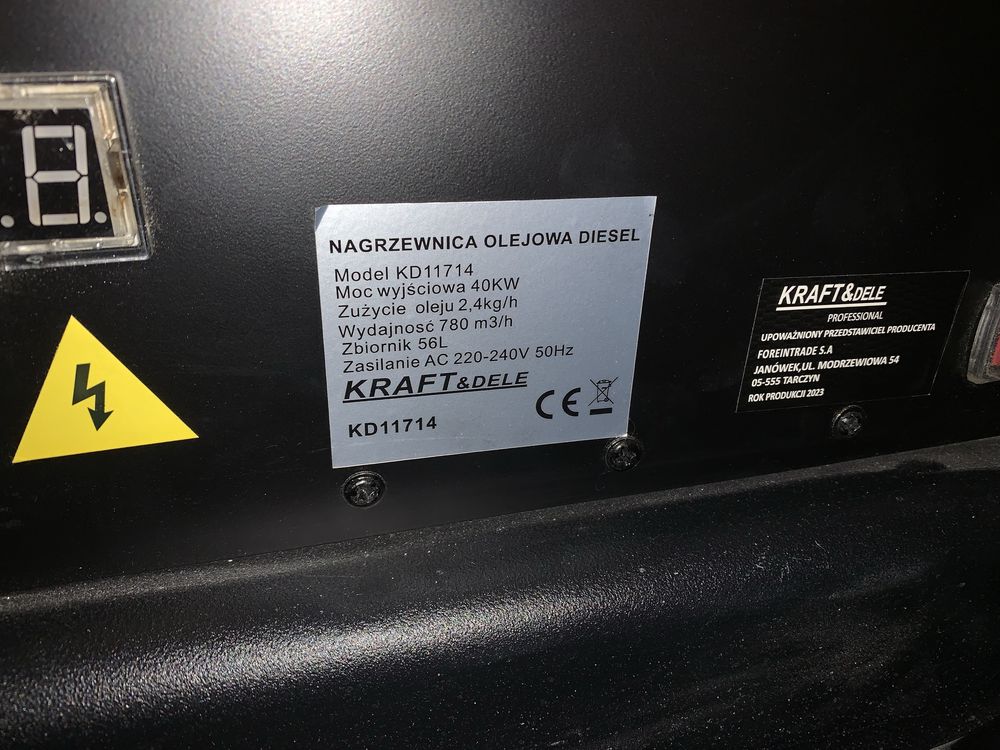 8.
NAGRZEWNICA OLEJOWA DIESEL
Model KD11714
Moc wyjściowa 40KW
Zużycie oleju 2,4kg/h
Wydajność 780 m3/h
Zbiornik 56L
Zasilanie AC 220-240V 50Hz
KRAFT&DELE
CE
KD11714
KRAFT&DELE
PROFESSIONAL
UPOWAŻNIONY PRZEDSTAWICIEL PRODUCENTA
FOREINTRADE S.A
JANÓWEK,UL. MODRZEWIOWA 54
05-555 TARCZYN
ROK PRODUKCJI 2023